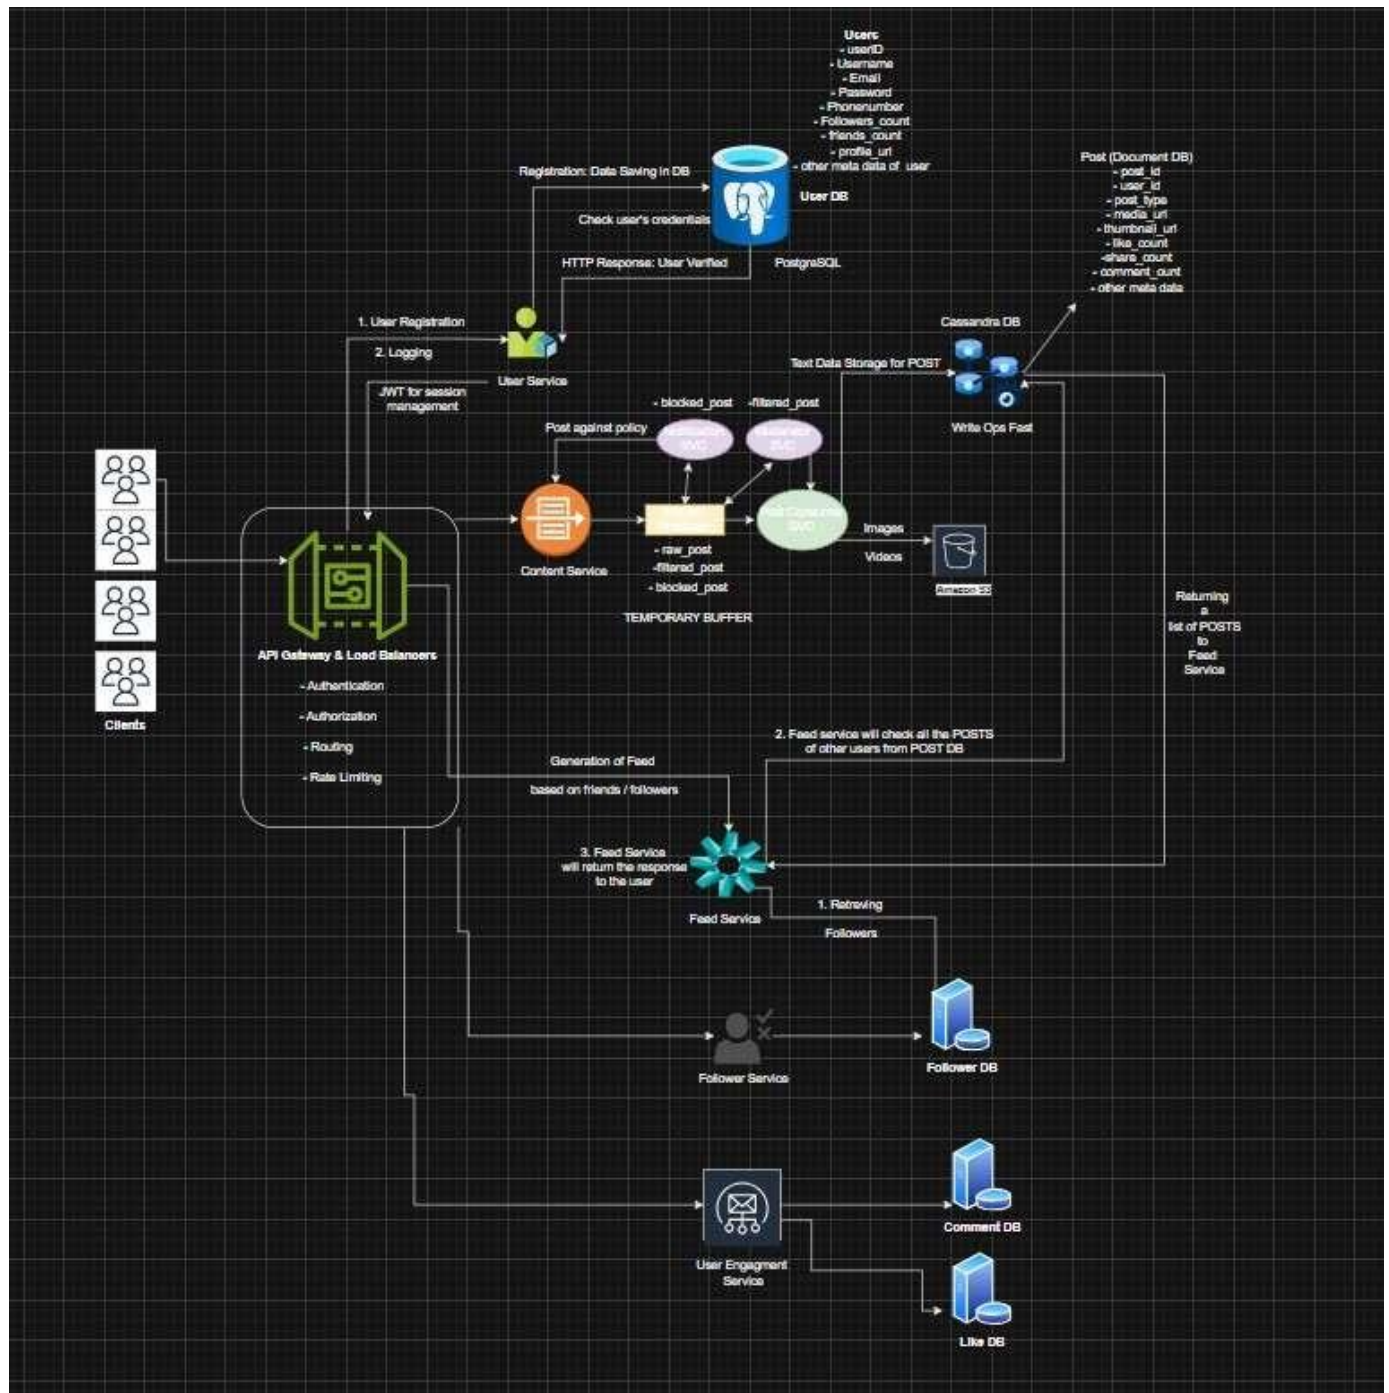 Users
- userID
- Username
- Email
- Password
- Phonenumber
- Followers_count
- friends_count
- profile_url
- other meta data of user
User DB
PostgreSQL
Registration: Data Saving in DB
Check user's credentials
HTTP Response: User Verified
Post (Document DB)
- post_id
- user_id
- post_type
- media_url
- thumbnail_url
- like_count
-share_count
- comment_ount
- other meta data
1. User Registration
2. Logging
User Service
JWT for session
management
Cassandra DB
Text Data Storage for POST
Write Ops Fast
- blocked_post
-filtered_post
Post against policy
SVC
SVC
SVC
Content Service
- raw_post
-filtered_post
- blocked_post
TEMPORARY BUFFER
Images
Videos
Amazon S3
Returning
a
list of POSTS
to
Feed
Service
Clients
API Gateway & Load Balancers
- Authentication
- Authorization
- Routing
- Rate Limiting
2. Feed service will check all the POSTS
of other users from POST DB
Generation of Feed
based on friends / followers
3. Feed Service
will return the response
to the user
Feed Service
1. Retreving
Followers
Follower Service
Follower DB
User Engagment
Service
Comment DB
Like DB